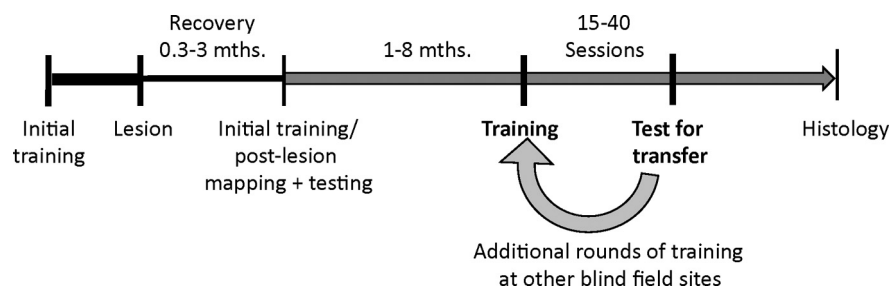 Recovery
0.3-3 mths.
1-8 mths.
15-40
Sessions
Initial
training
Lesion
Initial training/
post-lesion
mapping + testing
Training
Test for
transfer
Histology
Additional rounds of training
at other blind field sites